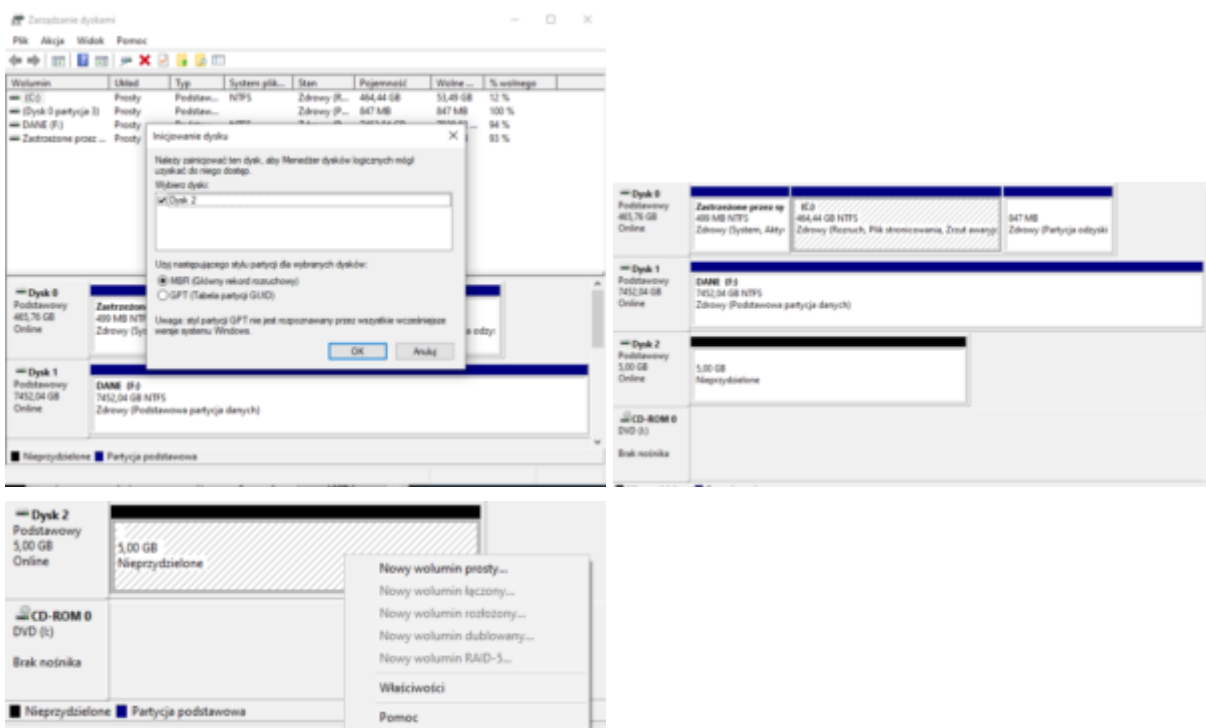 Zarządzanie dyskami
Plik Akcja Widok Pomoc
Wolumin Układ Typ System plik... Stan Pojemność Wolne ... % wolnego
(C:) Prosty Podstaw... NTFS Zdrowy (R... 464,44 GB 53,49 GB 12 %
(Dysk 0 partycja 3) Prosty Podstaw... Zdrowy (P... 847 MB 847 MB 100 %
DANE (F:) Prosty 94 %
Zastrzeżone przez ... Prosty 93 %
Inicjowanie dysku
Należy zainicjować ten dysk, aby Menedżer dysków logicznych mógł
uzyskać do niego dostęp.
Wybierz dyski:
Dysk 2
Użyj następującego stylu partycji dla wybranych dysków:
MBR (Główny rekord rozruchowy)
GPT (Tabela partycji GUID)
Uwaga: styl partycji GPT nie jest rozpoznawany przez wszystkie wcześniejsze
wersje systemu Windows.
OK Anuluj
Dysk 0
Podstawowy
465,76 GB
Online
Dysk 1
Podstawowy
7452,04 GB
Online
DANE (F:)
7452,04 GB NTFS
Zdrowy (Podstawowa partycja danych)
Nieprzydzielone Partycja podstawowa
Dysk 0
Podstawowy
465,76 GB
Online
Zastrzeżone przez sy
499 MB NTFS
Zdrowy (System, Akty
(C:)
464,44 GB NTFS
Zdrowy (Rozruch, Plik stronicowania, Zrzut awaryj
847 MB
Zdrowy (Partycja odzyski
Dysk 1
Podstawowy
7452,04 GB
Online
DANE (F:)
7452,04 GB NTFS
Zdrowy (Podstawowa partycja danych)
Dysk 2
Podstawowy
5,00 GB
Online
5,00 GB
Nieprzydzielone
CD-ROM 0
DVD (I:)
Brak nośnika
Dysk 2
Podstawowy
5,00 GB
Online
5,00 GB
Nieprzydzielone
CD-ROM 0
DVD (I:)
Brak nośnika
Nieprzydzielone Partycja podstawowa
Nowy wolumin prosty...
Nowy wolumin łączony...
Nowy wolumin rozłożony...
Nowy wolumin dublowany...
Nowy wolumin RAID-5...
Właściwości
Pomoc